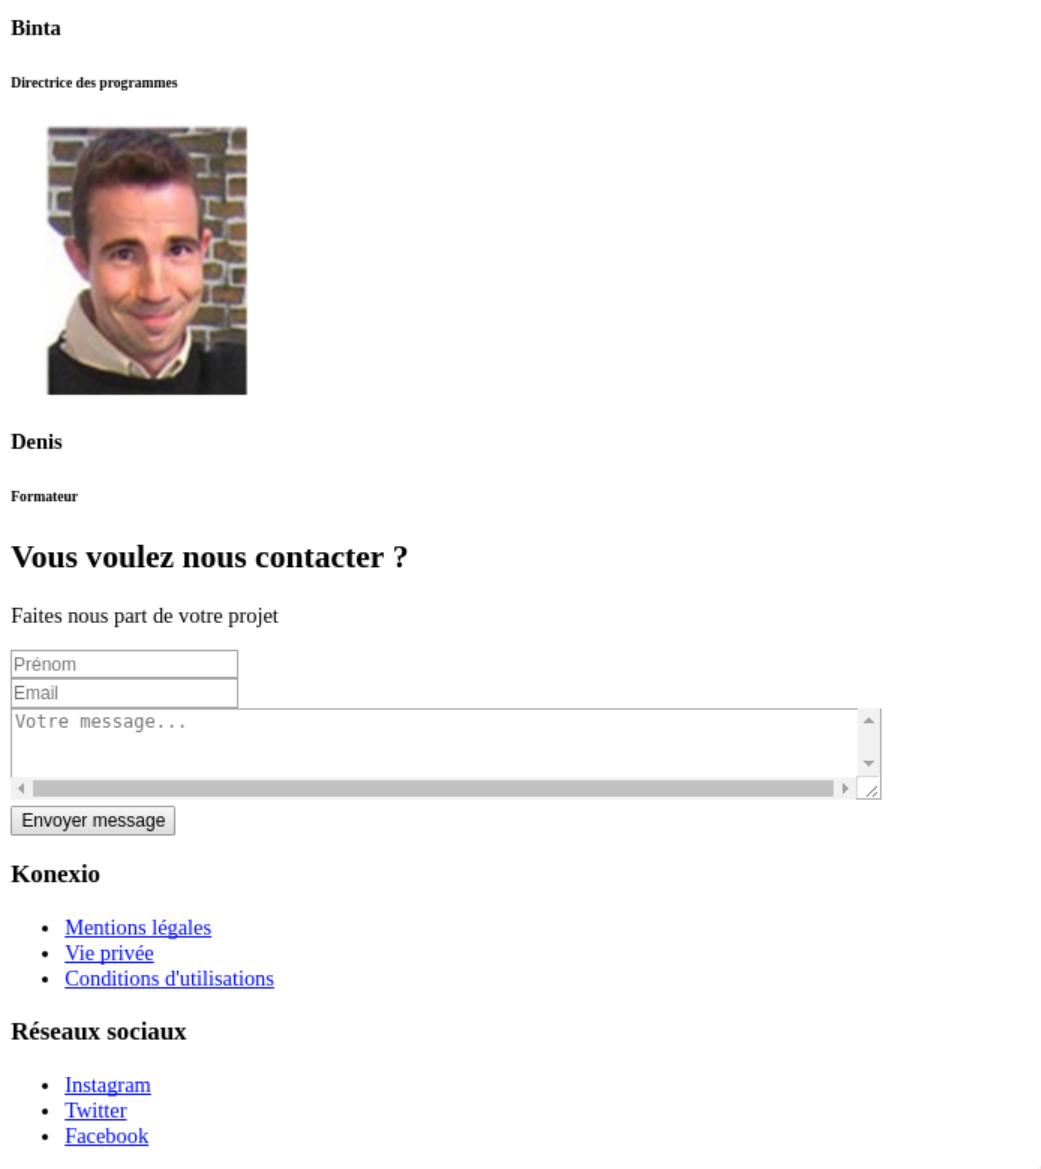 Binta
Directrice des programmes
Denis
Formateur
Vous voulez nous contacter ?
Faites nous part de votre projet
Prénom
Email
Votre message...
Envoyer message
Konexio
Mentions légales
Vie privée
Conditions d'utilisations
Réseaux sociaux
Instagram
Twitter
Facebook